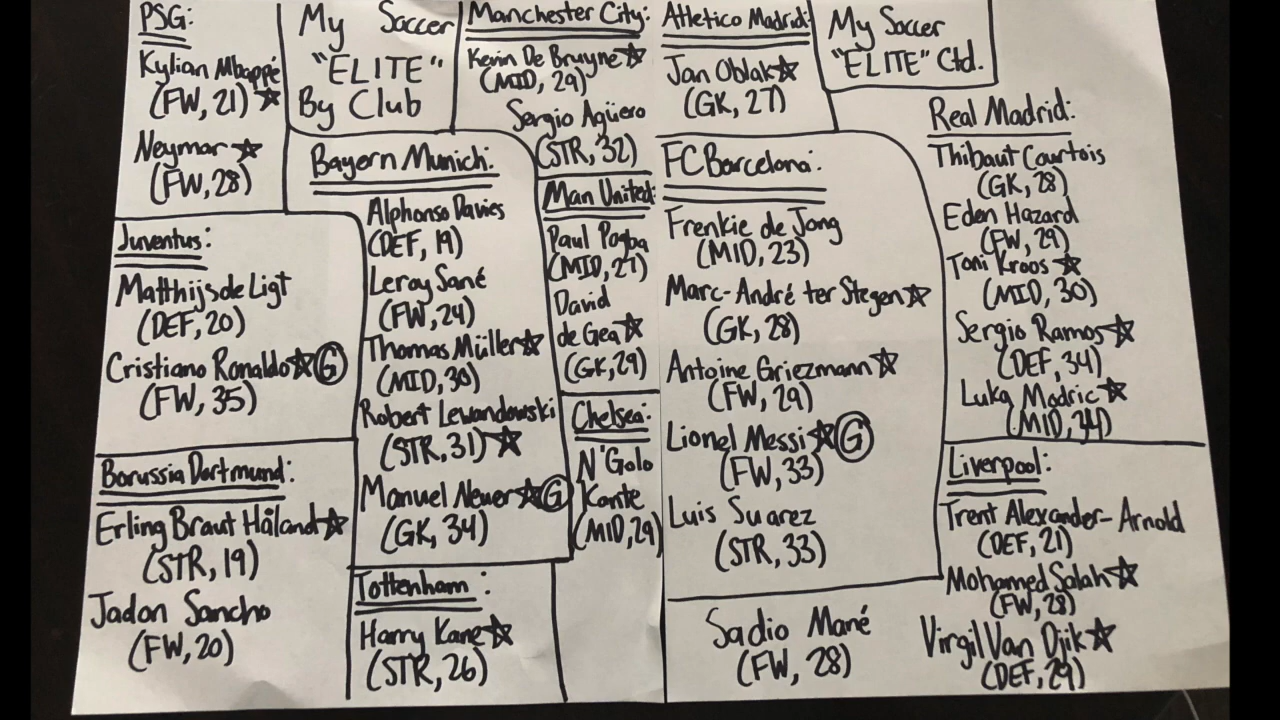 PSG:
Kylian Mbappé
(FW, 21) ☆
Neymar ☆
(FW, 28)
My Soccer
"ELITE"
By Club
Manchester City:
Kevin De Bruyne ☆
(MID, 29)
Sergio Agüero
(STR, 32)
Atletico Madrid:
Jan Oblak ☆
(GK, 27)
My Soccer
"ELITE" Ctd.
Juventus:
Matthijs de Ligt
(DEF, 20)
Cristiano Ronaldo ☆ Ⓖ
(FW, 35)
Bayern Munich:
Alphonso Davies
(DEF, 19)
Leroy Sané
(FW, 24)
Thomas Müller ☆
(MID, 30)
Robert Lewandowski
(STR, 31) ☆
Manuel Neuer ☆ Ⓖ
(GK, 34)
Man United:
Paul Pogba
(MID, 27)
David
de Gea ☆
(GK, 29)
Chelsea:
N'Golo
Kante
(MID, 29)
FC Barcelona:
Frenkie de Jong
(MID, 23)
Marc-André ter Stegen ☆
(GK, 28)
Antoine Griezmann ☆
(FW, 29)
Lionel Messi ☆ Ⓖ
(FW, 33)
Luis Suarez
(STR, 33)
Real Madrid:
Thibaut Courtois
(GK, 28)
Eden Hazard
(FW, 29)
Toni Kroos ☆
(MID, 30)
Sergio Ramos ☆
(DEF, 34)
Luka Modric ☆
(MID, 34)
Borussia Dortmund:
Erling Braut Håland ☆
(STR, 19)
Jadon Sancho
(FW, 20)
Tottenham:
Harry Kane ☆
(STR, 26)
Liverpool:
Trent Alexander-Arnold
(DEF, 21)
Mohamed Salah ☆
(FW, 28)
Virgil Van Djik ☆
(DEF, 29)
Sadio Mané
(FW, 28)